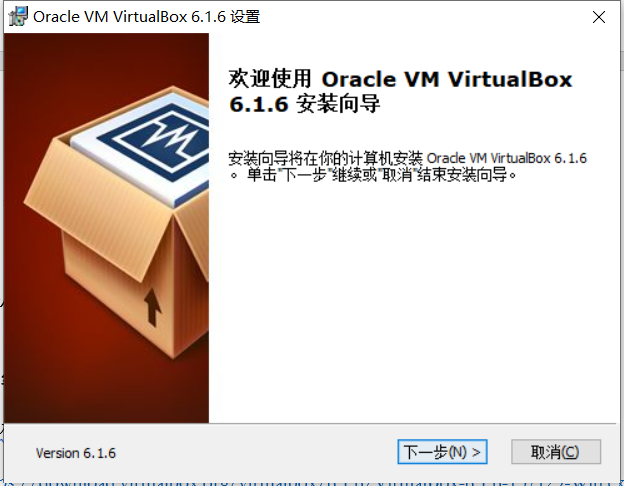 Oracle VM VirtualBox 6.1.6 设置
欢迎使用 Oracle VM VirtualBox
6.1.6 安装向导
安装向导将在你的计算机安装 Oracle VM VirtualBox 6.1.6
。单击"下一步"继续或"取消"结束安装向导。
Version 6.1.6
下一步(N) >
取消(C)